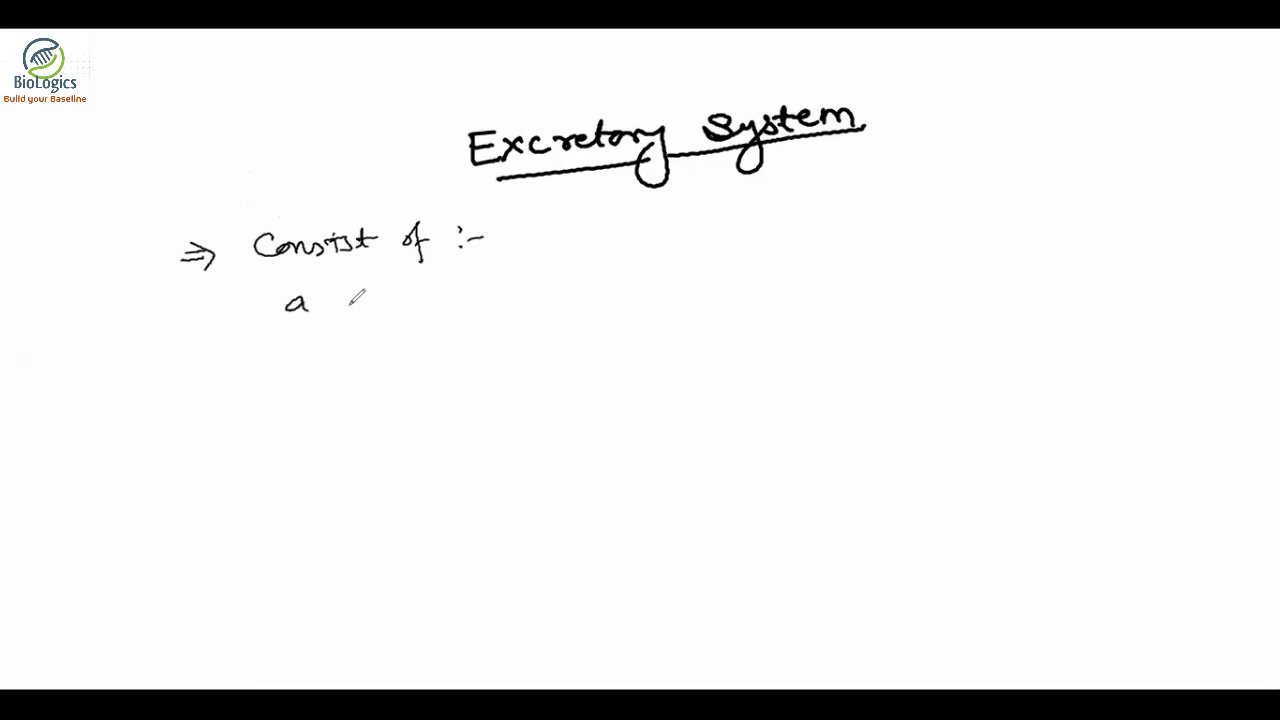 BioLogics
Build your Baseline
Excretory System
⇒ Consist of :-
a